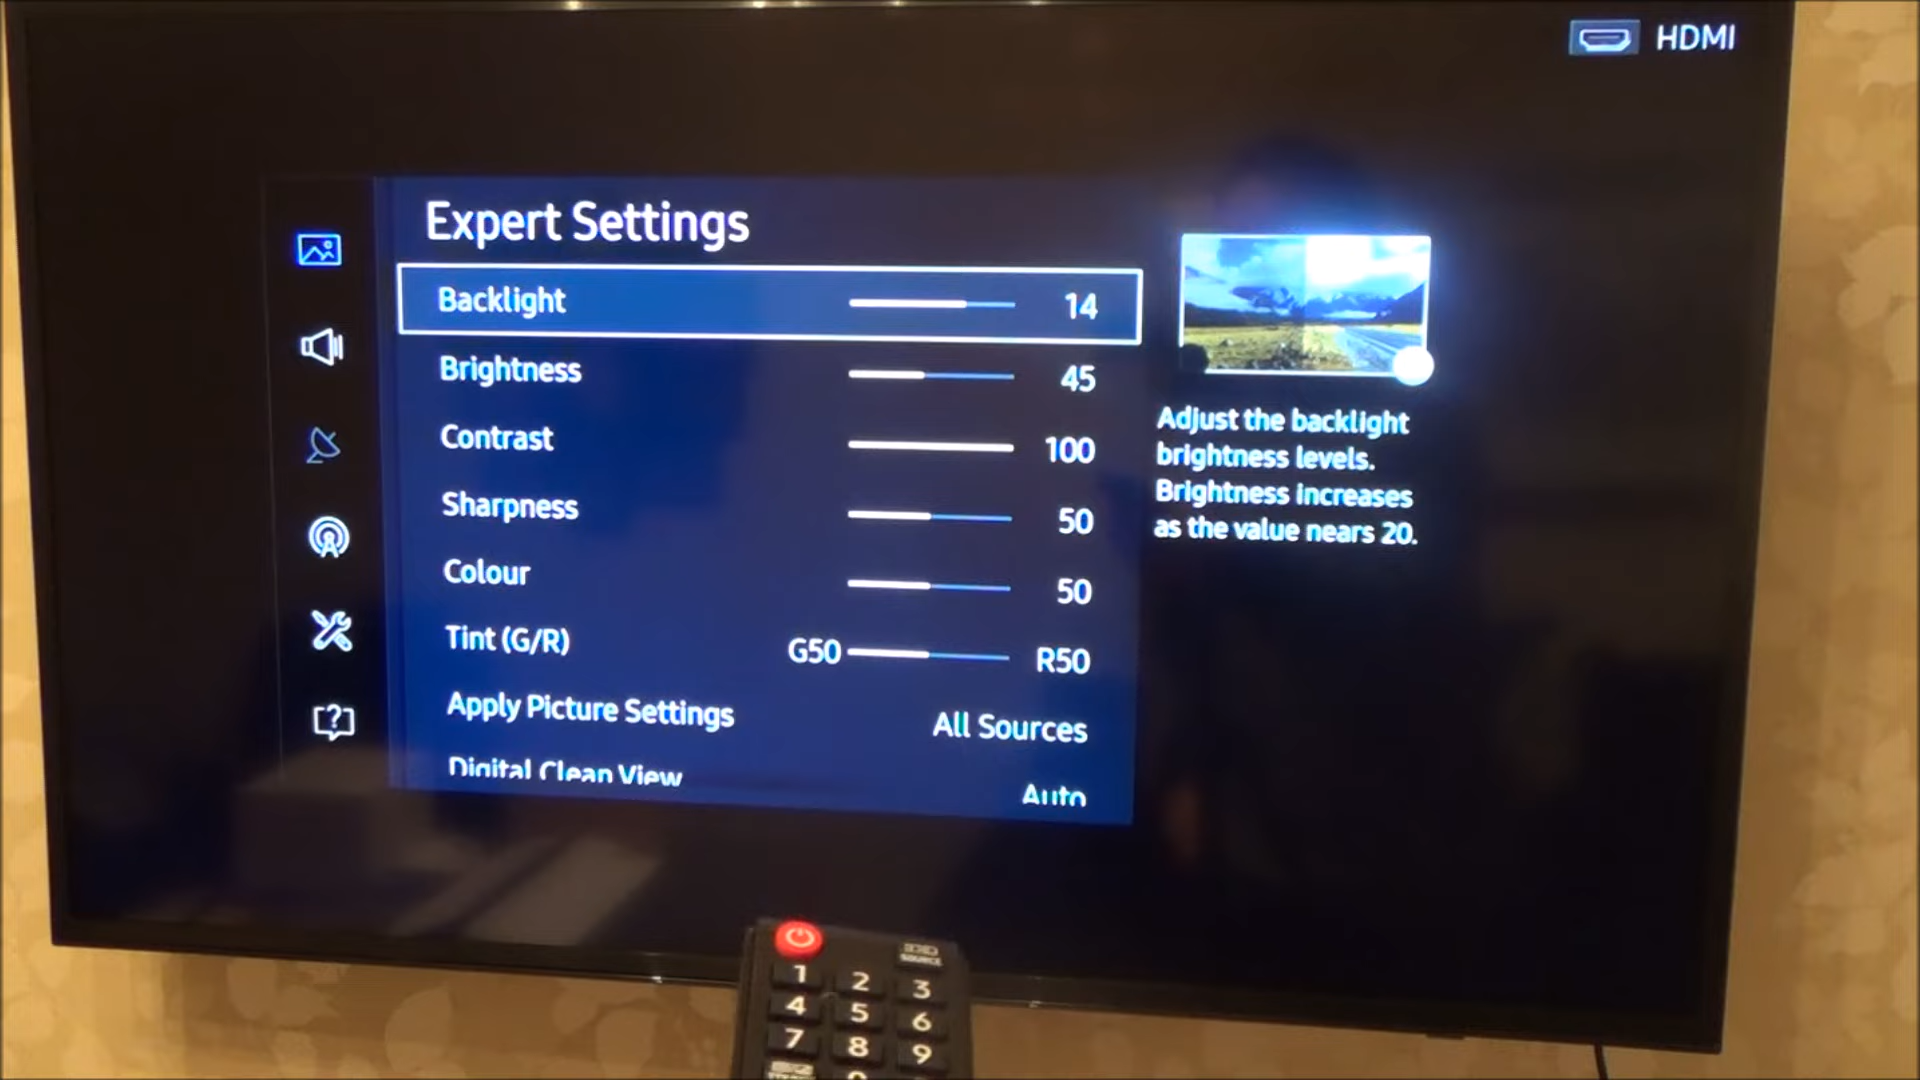 HDMI
Expert Settings
Backlight 14
Brightness 45
Contrast 100
Sharpness 50
Colour 50
Tint (G/R) G50 R50
Apply Picture Settings All Sources
Digital Clean View Auto
Adjust the backlight
brightness levels.
Brightness increases
as the value nears 20.
SOURCE
1 2 3
4 5 6
7 8 9